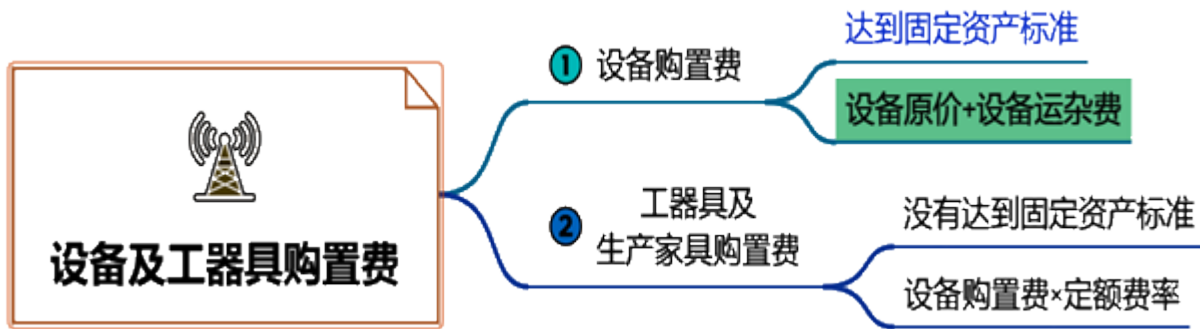 设备及工器具购置费
1 设备购置费
达到固定资产标准
设备原价+设备运杂费
2 工器具及
生产家具购置费
没有达到固定资产标准
设备购置费×定额费率